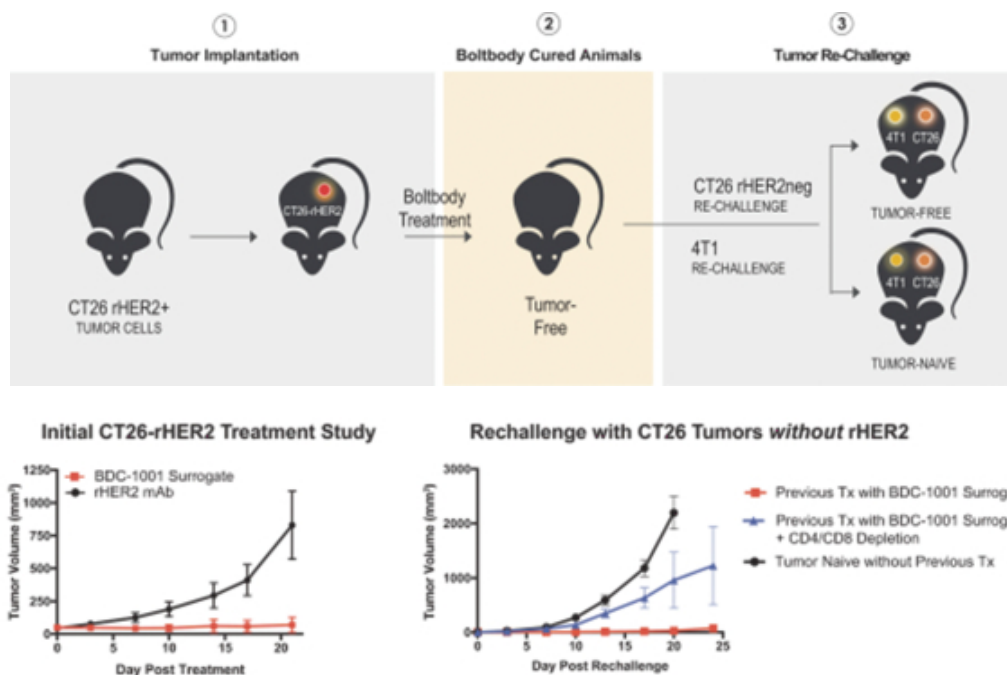 1
Tumor Implantation
2
Boltbody Cured Animals
3
Tumor Re-Challenge
CT26-rHER2
CT26 rHER2+
TUMOR CELLS
Boltbody
Treatment
Tumor-
Free
CT26 rHER2neg
RE-CHALLENGE
4T1
RE-CHALLENGE
4T1 CT26
TUMOR-FREE
4T1 CT26
TUMOR-NAIVE
Initial CT26-rHER2 Treatment Study
BDC-1001 Surrogate
rHER2 mAb
Tumor Volume (mm³)
1250
1000
750
500
250
0
0 5 10 15 20
Day Post Treatment
Rechallenge with CT26 Tumors without rHER2
Tumor Volume (mm³)
3000
2000
1000
0
0 5 10 15 20 25
Day Post Rechallenge
Previous Tx with BDC-1001 Surrog
Previous Tx with BDC-1001 Surrog
+ CD4/CD8 Depletion
Tumor Naive without Previous Tx